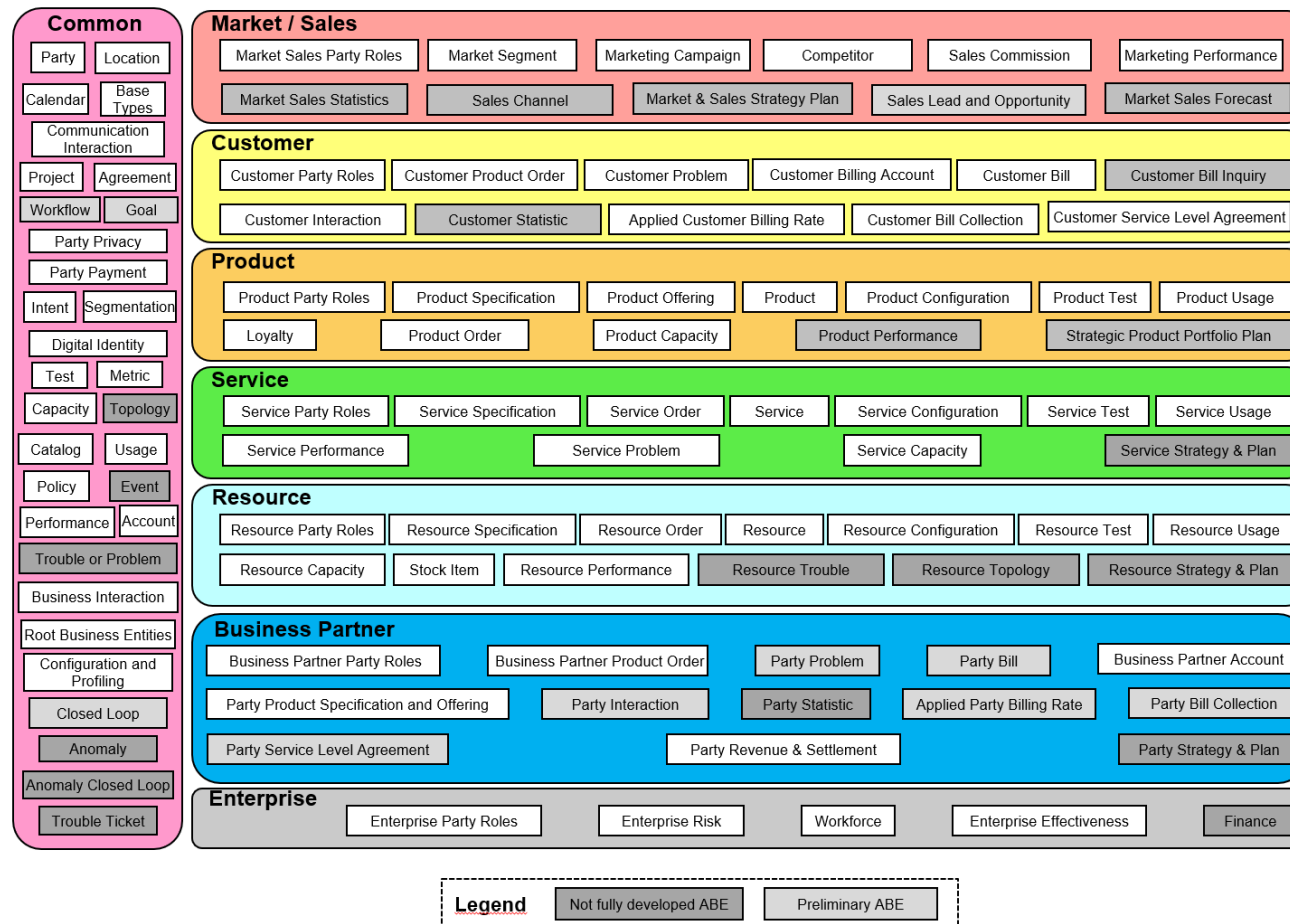 Common
Party
Location
Calendar
Base
Types
Communication
Interaction
Project
Agreement
Workflow
Goal
Party Privacy
Party Payment
Intent
Segmentation
Digital Identity
Test
Metric
Capacity
Topology
Catalog
Usage
Policy
Event
Performance
Account
Trouble or Problem
Business Interaction
Root Business Entities
Configuration and
Profiling
Closed Loop
Anomaly
Anomaly Closed Loop
Trouble Ticket
Market / Sales
Market Sales Party Roles
Market Segment
Marketing Campaign
Competitor
Sales Commission
Marketing Performance
Market Sales Statistics
Sales Channel
Market & Sales Strategy Plan
Sales Lead and Opportunity
Market Sales Forecast
Customer
Customer Party Roles
Customer Product Order
Customer Problem
Customer Billing Account
Customer Bill
Customer Bill Inquiry
Customer Interaction
Customer Statistic
Applied Customer Billing Rate
Customer Bill Collection
Customer Service Level Agreement
Product
Product Party Roles
Product Specification
Product Offering
Product
Product Configuration
Product Test
Product Usage
Loyalty
Product Order
Product Capacity
Product Performance
Strategic Product Portfolio Plan
Service
Service Party Roles
Service Specification
Service Order
Service
Service Configuration
Service Test
Service Usage
Service Performance
Service Problem
Service Capacity
Service Strategy & Plan
Resource
Resource Party Roles
Resource Specification
Resource Order
Resource
Resource Configuration
Resource Test
Resource Usage
Resource Capacity
Stock Item
Resource Performance
Resource Trouble
Resource Topology
Resource Strategy & Plan
Business Partner
Business Partner Party Roles
Business Partner Product Order
Party Problem
Party Bill
Business Partner Account
Party Product Specification and Offering
Party Interaction
Party Statistic
Applied Party Billing Rate
Party Bill Collection
Party Service Level Agreement
Party Revenue & Settlement
Party Strategy & Plan
Enterprise
Enterprise Party Roles
Enterprise Risk
Workforce
Enterprise Effectiveness
Finance
Legend
Not fully developed ABE
Preliminary ABE